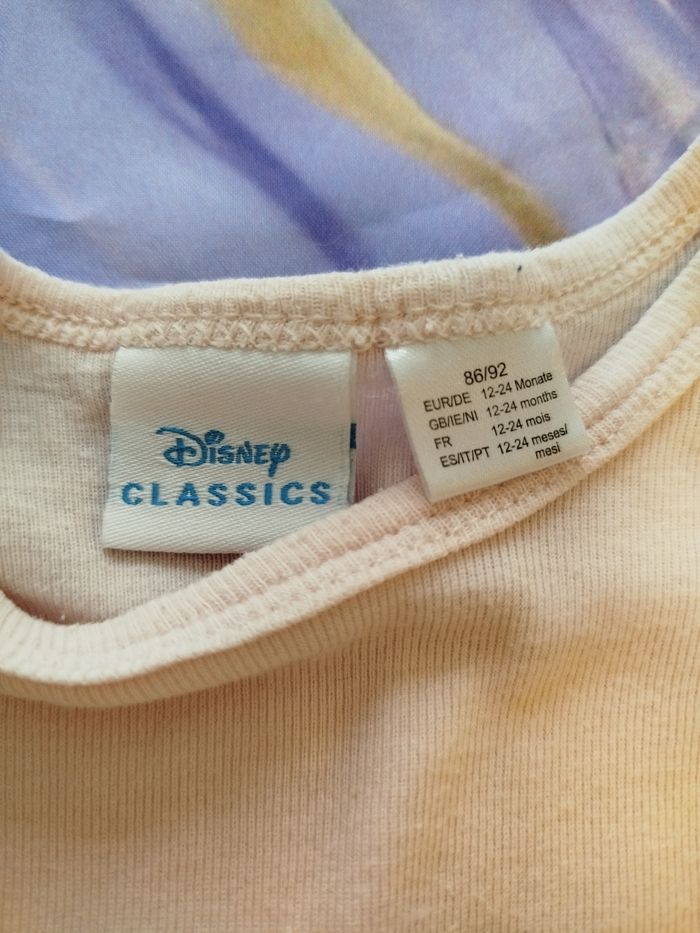 Disney
CLASSICS
86/92
EUR/DE 12-24 Monate
GB/IE/NI 12-24 months
FR 12-24 mois
ES/IT/PT 12-24 meses/
mesi